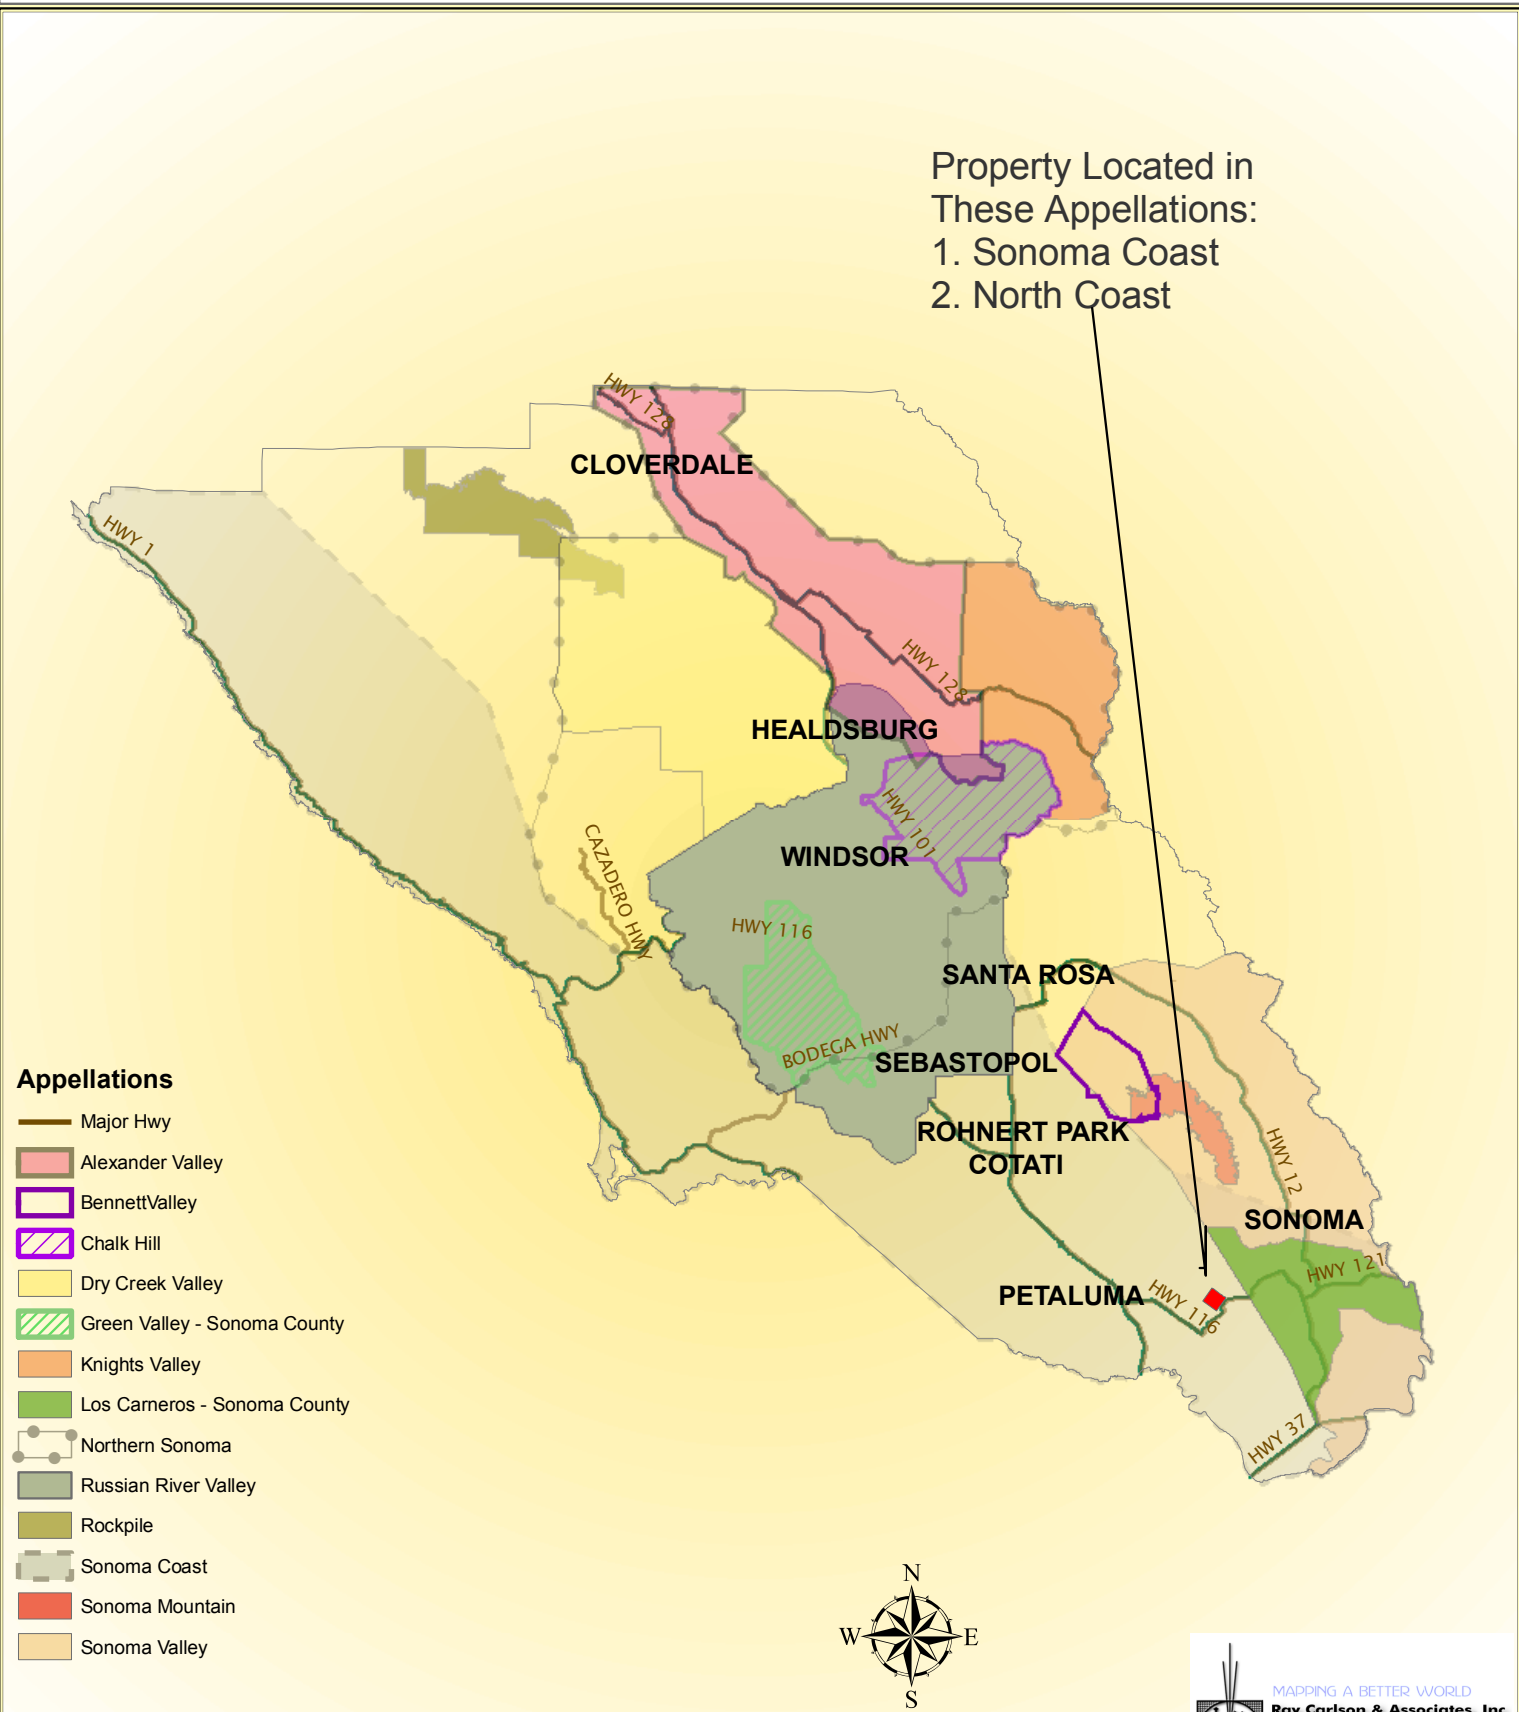 Property Located in
These Appellations:
1. Sonoma Coast
2. North Coast
HWY 128
CLOVERDALE
HWY 1
HWY 128
HEALDSBURG
HWY 101
WINDSOR
CAZADERO HWY
HWY 116
SANTA ROSA
BODEGA HWY
SEBASTOPOL
ROHNERT PARK
COTATI
HWY 12
SONOMA
HWY 121
PETALUMA
HWY 116
HWY 37
Appellations
Major Hwy
Alexander Valley
BennettValley
Chalk Hill
Dry Creek Valley
Green Valley - Sonoma County
Knights Valley
Los Carneros - Sonoma County
Northern Sonoma
Russian River Valley
Rockpile
Sonoma Coast
Sonoma Mountain
Sonoma Valley
N
W E
S
MAPPING A BETTER WORLD
Ray Carlson & Associates, Inc.